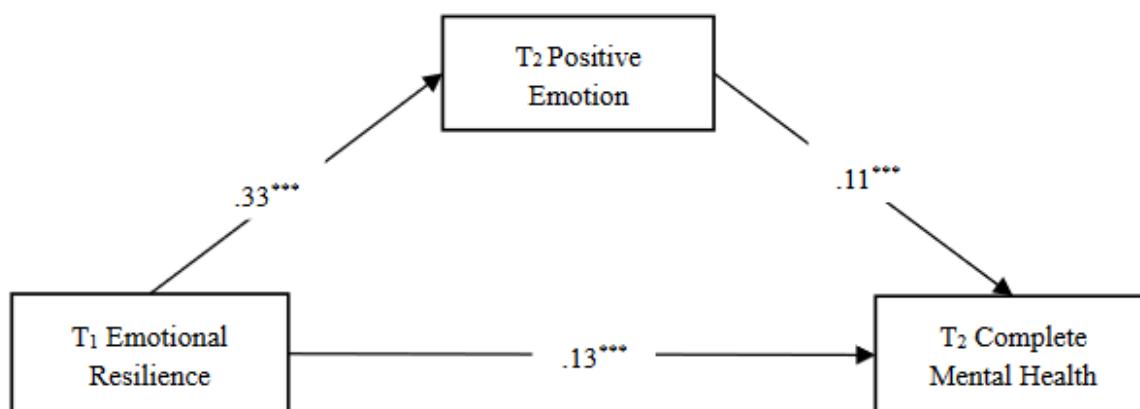 T₂ Positive
Emotion
.33***
.11***
T₁ Emotional
Resilience
.13***
T₂ Complete
Mental Health